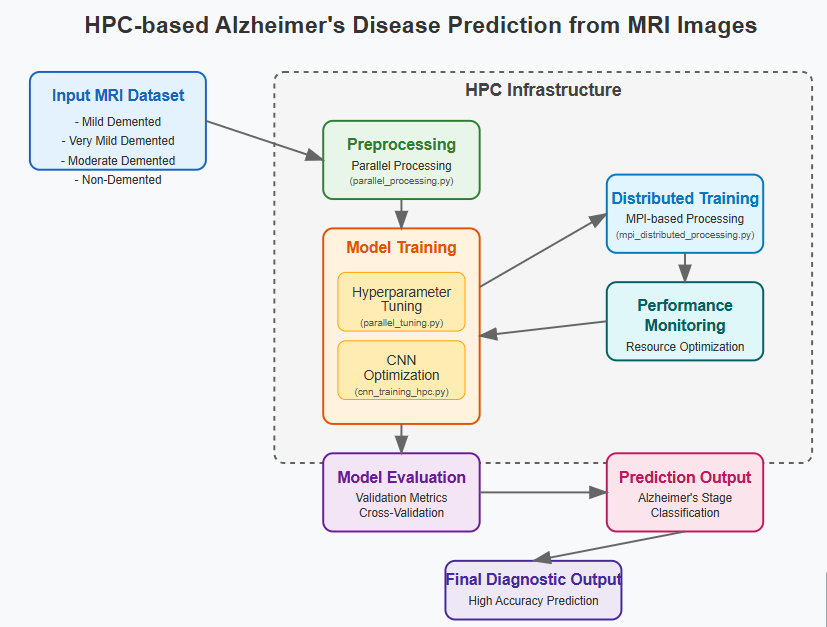 HPC-based Alzheimer's Disease Prediction from MRI Images
Input MRI Dataset
- Mild Demented
- Very Mild Demented
- Moderate Demented
- Non-Demented
HPC Infrastructure
Preprocessing
Parallel Processing
(parallel_processing.py)
Model Training
Hyperparameter
Tuning
(parallel_tuning.py)
CNN
Optimization
(cnn_training_hpc.py)
Distributed Training
MPI-based Processing
(mpi_distributed_processing.py)
Performance
Monitoring
Resource Optimization
Model Evaluation
Validation Metrics
Cross-Validation
Prediction Output
Alzheimer's Stage
Classification
Final Diagnostic Output
High Accuracy Prediction